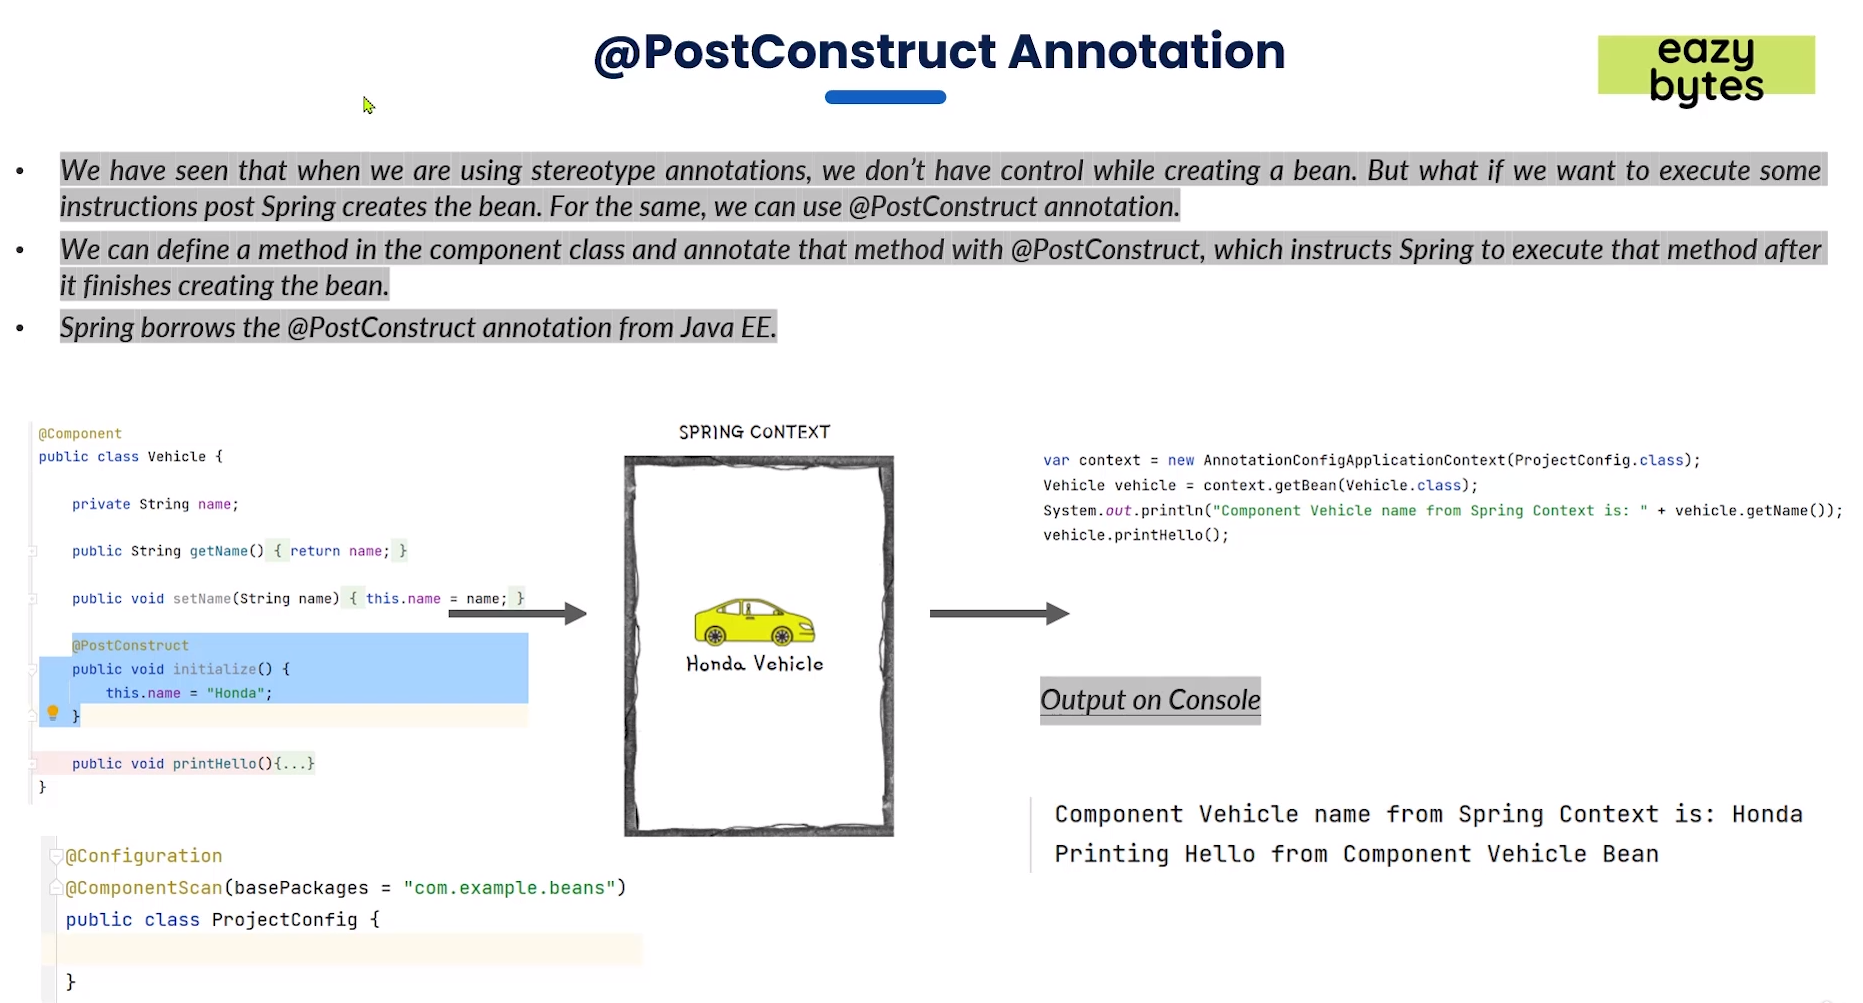 @PostConstruct Annotation
eazy
bytes
• We have seen that when we are using stereotype annotations, we don’t have control while creating a bean. But what if we want to execute some
instructions post Spring creates the bean. For the same, we can use @PostConstruct annotation.
• We can define a method in the component class and annotate that method with @PostConstruct, which instructs Spring to execute that method after
it finishes creating the bean.
• Spring borrows the @PostConstruct annotation from Java EE.
@Component
public class Vehicle {
private String name;
public String getName() { return name; }
public void setName(String name) { this.name = name; }
@PostConstruct
public void initialize() {
this.name = "Honda";
}
public void printHello(){...}
}
@Configuration
@ComponentScan(basePackages = "com.example.beans")
public class ProjectConfig {
}
SPRING CONTEXT
Honda Vehicle
var context = new AnnotationConfigApplicationContext(ProjectConfig.class);
Vehicle vehicle = context.getBean(Vehicle.class);
System.out.println("Component Vehicle name from Spring Context is: " + vehicle.getName());
vehicle.printHello();
Output on Console
Component Vehicle name from Spring Context is: Honda
Printing Hello from Component Vehicle Bean